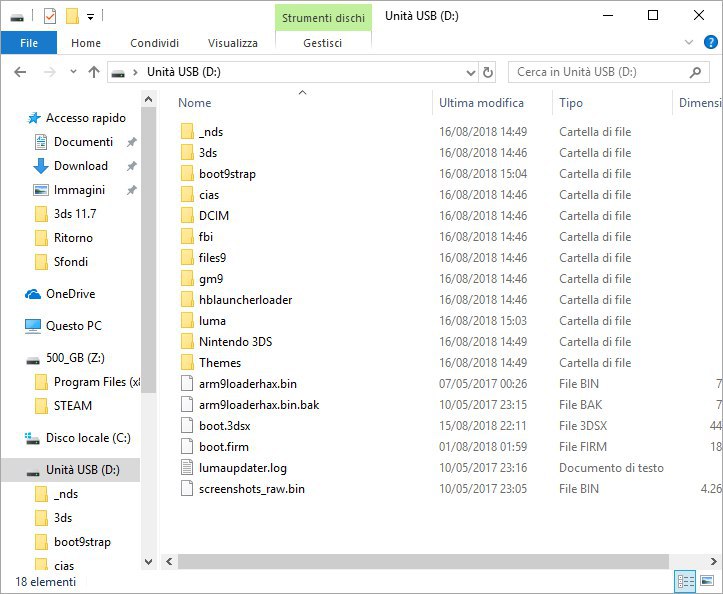 Strumenti dischi
Unità USB (D:)
File
Home
Condividi
Visualizza
Gestisci
Unità USB (D:)
Cerca in Unità USB (D:)
Accesso rapido
Documenti
Download
Immagini
3ds 11.7
Ritorno
Sfondi
OneDrive
Questo PC
500_GB (Z:)
Program Files (x
STEAM
Disco locale (C:)
Unità USB (D:)
_nds
3ds
boot9strap
cias
Nome Ultima modifica Tipo Dimensi
_nds 16/08/2018 14:49 Cartella di file
3ds 16/08/2018 14:46 Cartella di file
boot9strap 16/08/2018 15:04 Cartella di file
cias 16/08/2018 14:46 Cartella di file
DCIM 16/08/2018 14:46 Cartella di file
fbi 16/08/2018 14:46 Cartella di file
files9 16/08/2018 14:46 Cartella di file
gm9 16/08/2018 14:46 Cartella di file
hblauncherloader 16/08/2018 14:46 Cartella di file
luma 16/08/2018 15:03 Cartella di file
Nintendo 3DS 16/08/2018 14:49 Cartella di file
Themes 16/08/2018 14:49 Cartella di file
arm9loaderhax.bin 07/05/2017 00:26 File BIN 7
arm9loaderhax.bin.bak 10/05/2017 23:15 File BAK 7
boot.3dsx 15/08/2018 22:11 File 3DSX 44
boot.firm 01/08/2018 01:59 File FIRM 18
lumaupdater.log 10/05/2017 23:16 Documento di testo
screenshots_raw.bin 10/05/2017 23:05 File BIN 4.26
18 elementi